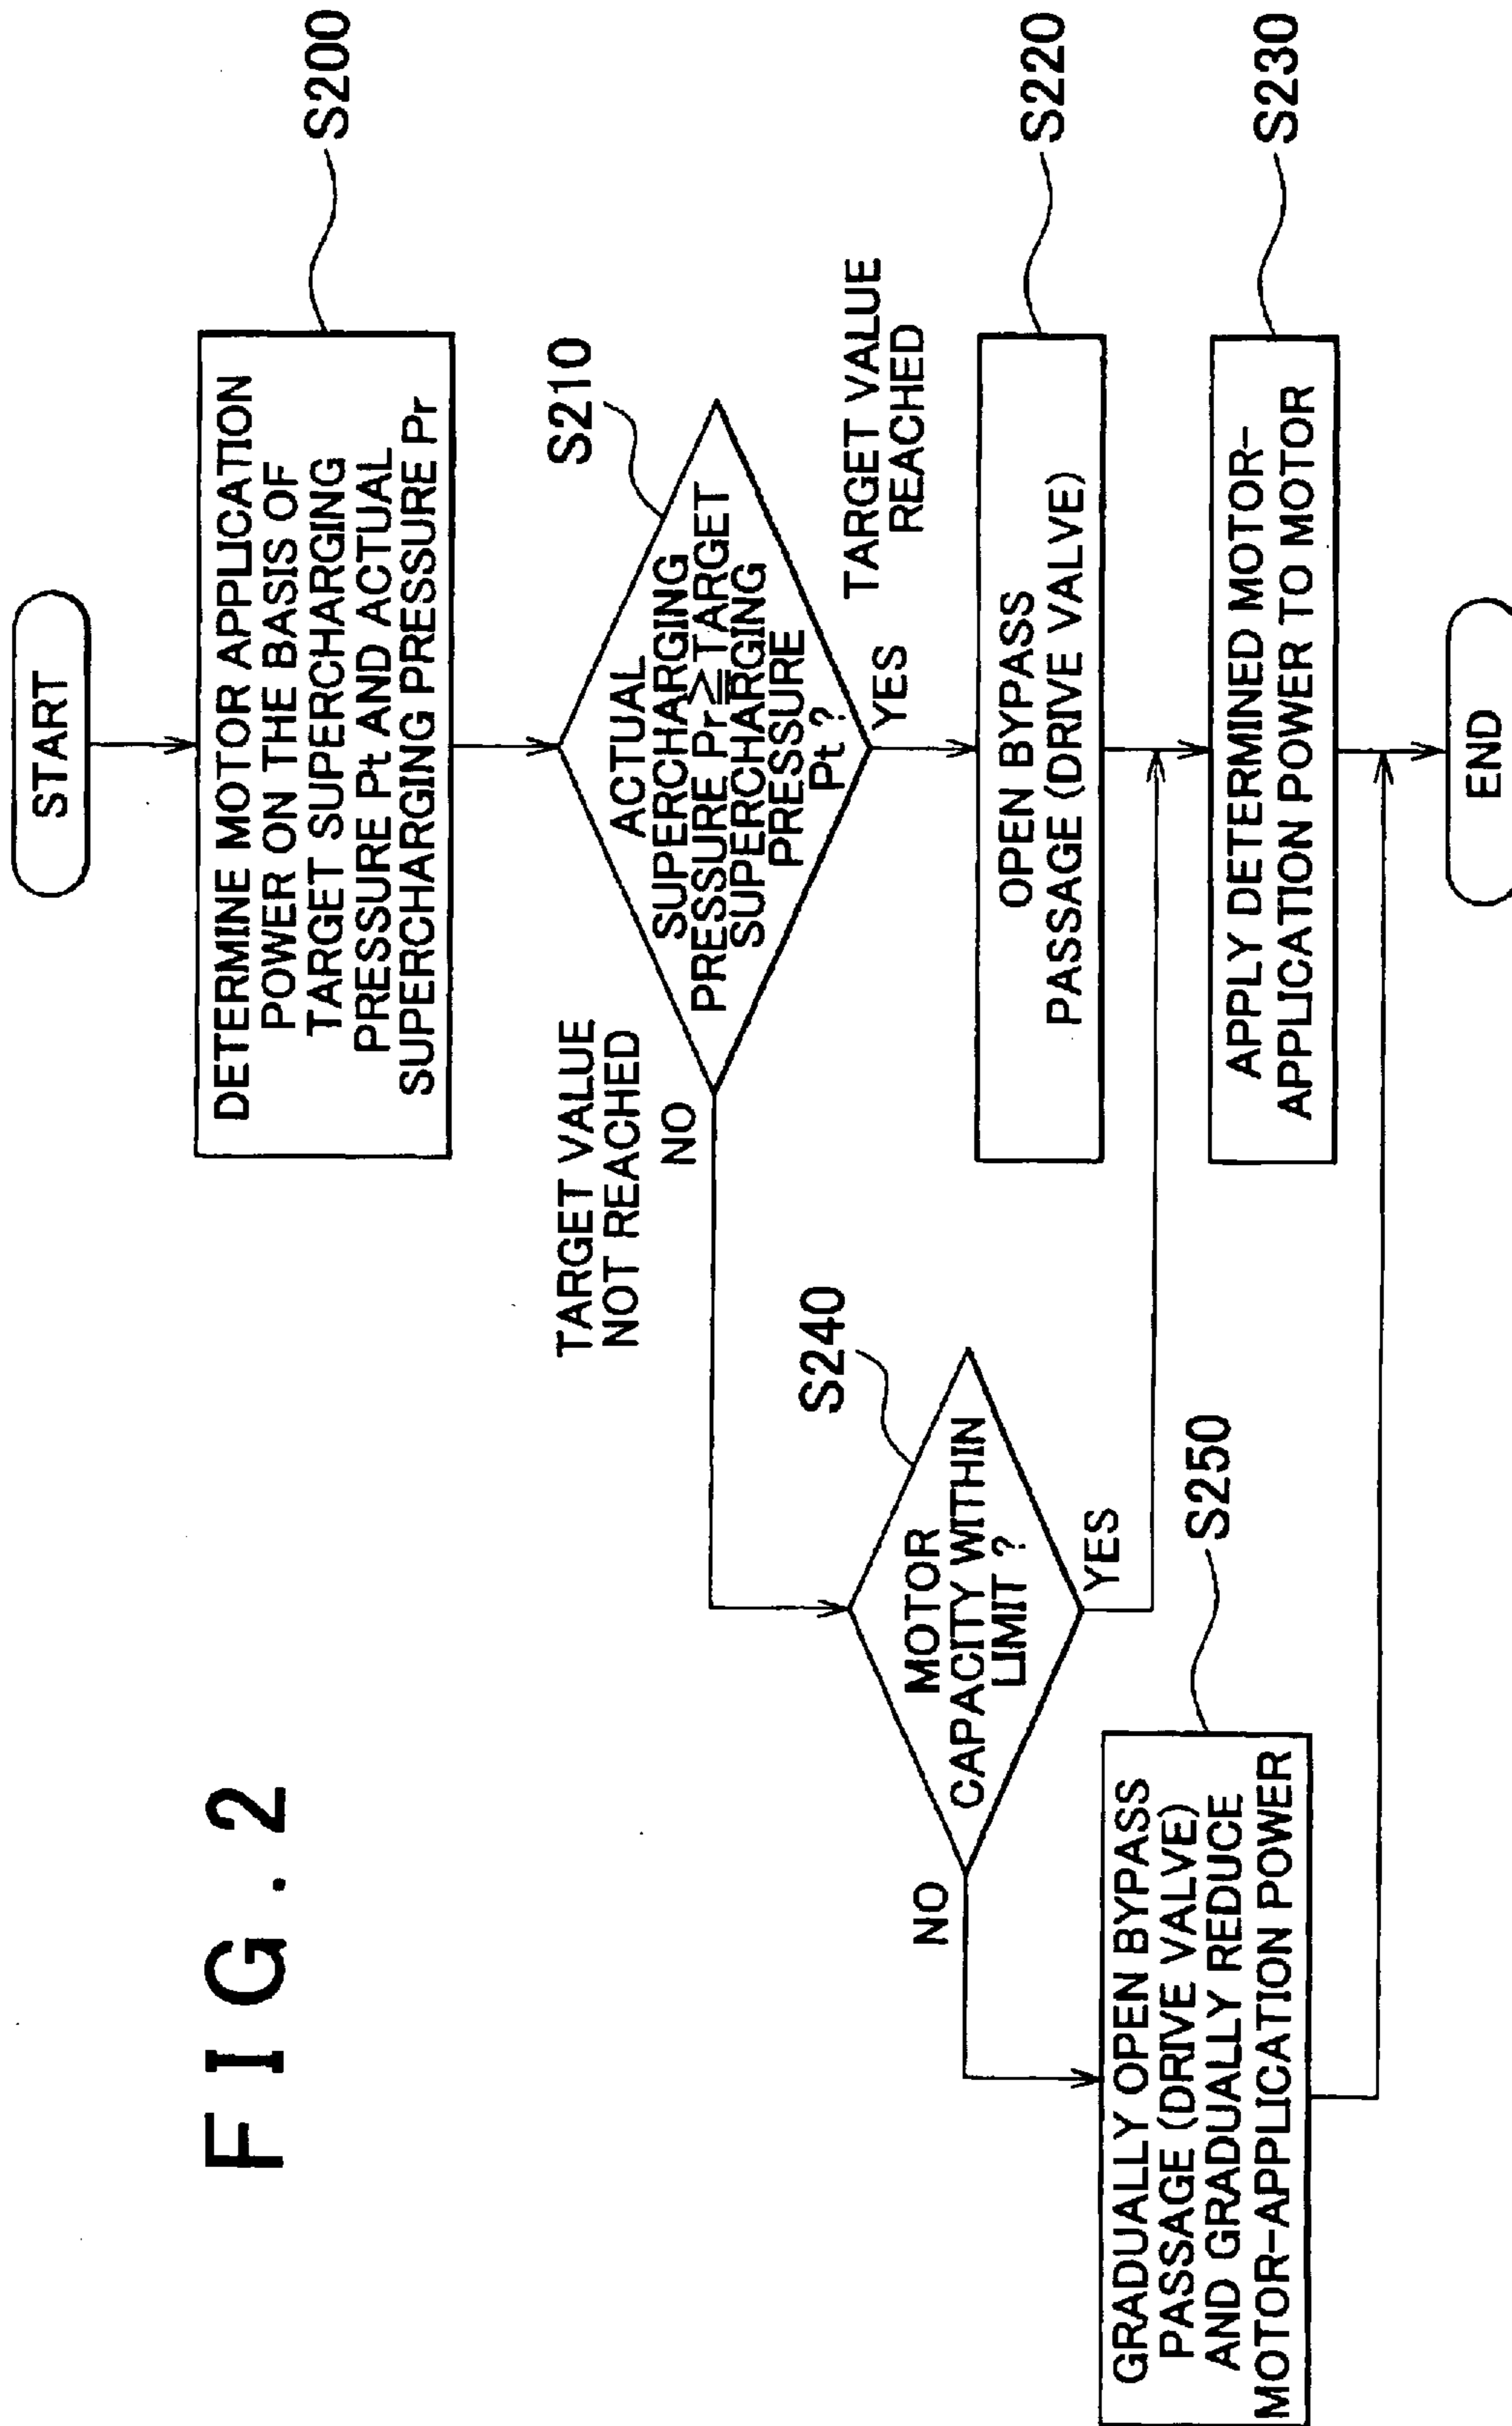 FIG. 2
START
DETERMINE MOTOR APPLICATION
POWER ON THE BASIS OF
TARGET SUPERCHARGING
PRESSURE Pt AND ACTUAL
SUPERCHARGING PRESSURE Pr
S200
ACTUAL
SUPERCHARGING
PRESSURE Pr≧TARGET
SUPERCHARGING
PRESSURE
Pt ?
S210
TARGET VALUE
NOT REACHED
NO
YES
TARGET VALUE
REACHED
OPEN BYPASS
PASSAGE (DRIVE VALVE)
S220
APPLY DETERMINED MOTOR-
APPLICATION POWER TO MOTOR
S230
MOTOR
CAPACITY WITHIN
LIMIT ?
S240
NO
YES
GRADUALLY OPEN BYPASS
PASSAGE (DRIVE VALVE)
AND GRADUALLY REDUCE
MOTOR-APPLICATION POWER
S250
END